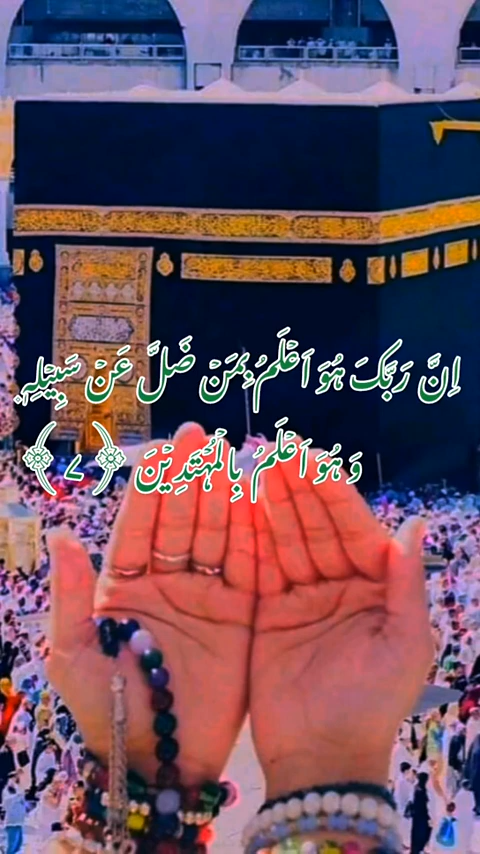 اِنَّ رَبَّكَ هُوَ اَعۡلَمُ بِمَنۡ ضَلَّ عَنۡ سَبِيۡلِهٖ
وَ هُوَ اَعۡلَمُ بِالۡمُهۡتَدِيۡنَ ﴿۷﴾